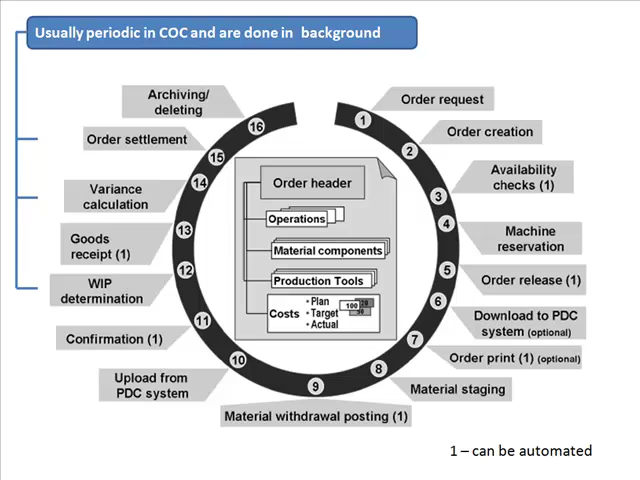 Usually periodic in COC and are done in background
Archiving/
deleting
16
Order settlement
15
Variance
calculation
14
Goods
receipt (1)
13
WIP
determination
12
Confirmation (1)
11
Upload from
PDC system
10
Material withdrawal posting (1)
9
1
Order request
2
Order creation
3
Availability
checks (1)
4
Machine
reservation
5
Order release (1)
6
Download to PDC
system (optional)
7
Order print (1) (optional)
8
Material staging
Order header
Operations
Material components
Production Tools
Costs
• Plan
• Target
• Actual
100
1 – can be automated